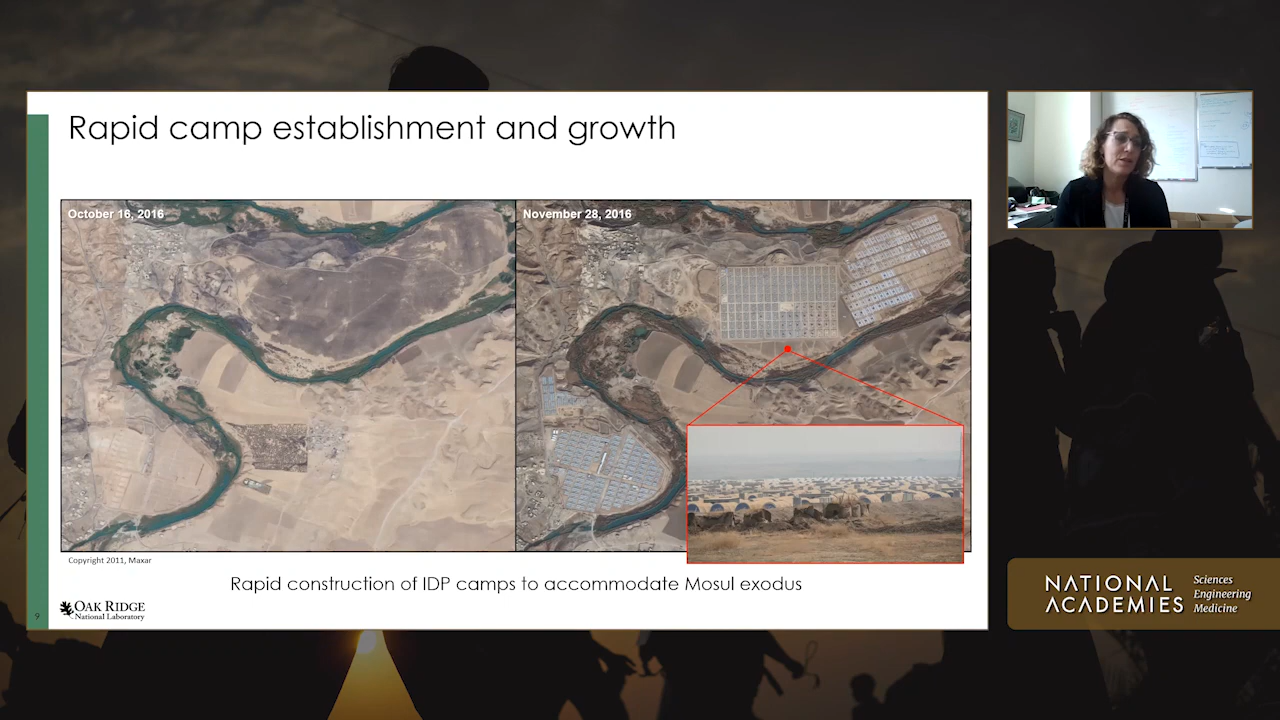 Rapid camp establishment and growth
October 16, 2016
November 28, 2016
Copyright 2011, Maxar
Rapid construction of IDP camps to accommodate Mosul exodus
9
OAK RIDGE
National Laboratory
NATIONAL
ACADEMIES
Sciences
Engineering
Medicine